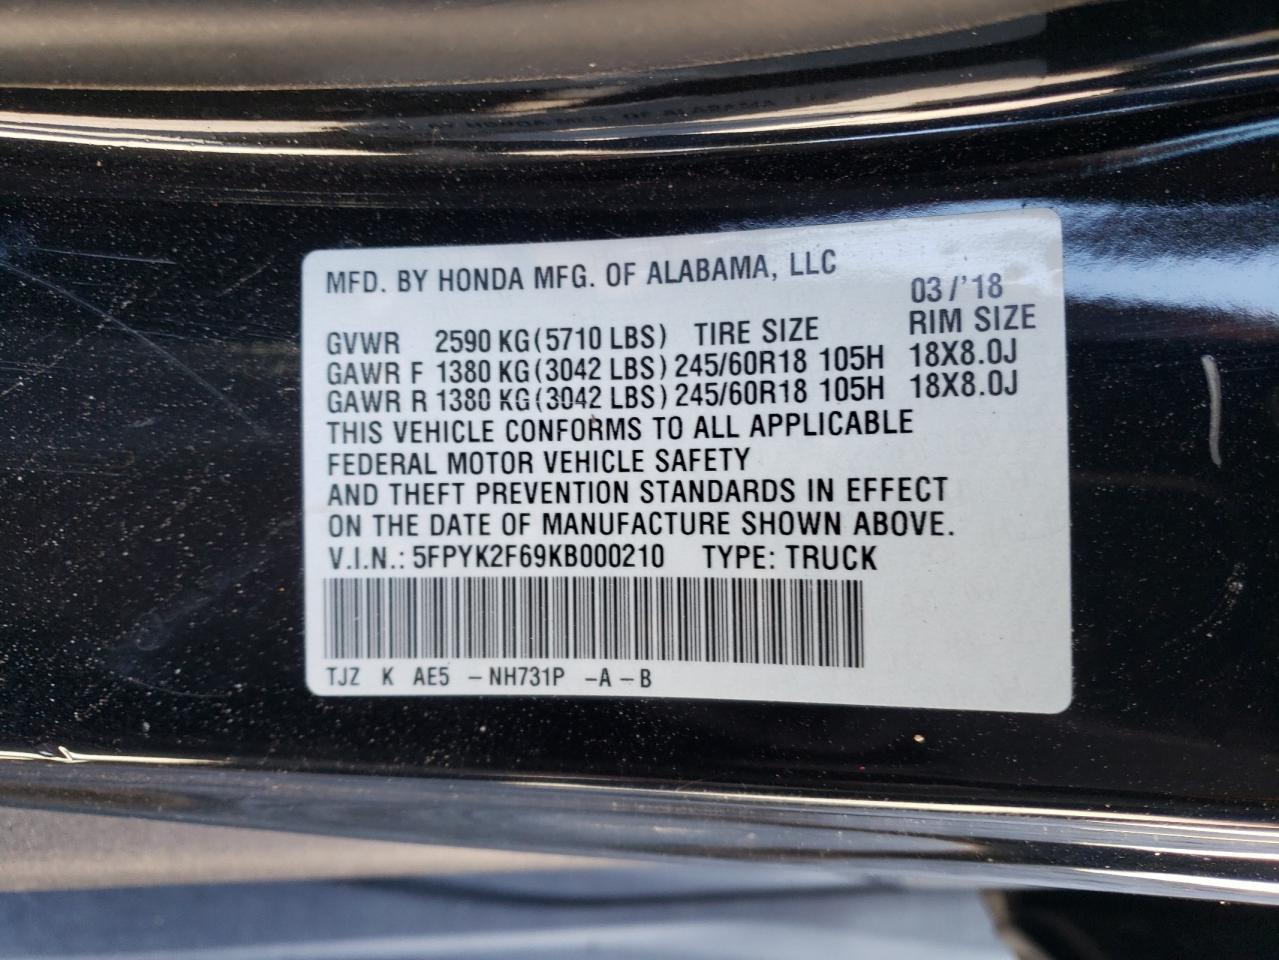 MFD. BY HONDA MFG. OF ALABAMA, LLC
03/'18
GVWR 2590 KG(5710 LBS) TIRE SIZE RIM SIZE
GAWR F 1380 KG(3042 LBS) 245/60R18 105H 18X8.0J
GAWR R 1380 KG(3042 LBS) 245/60R18 105H 18X8.0J
THIS VEHICLE CONFORMS TO ALL APPLICABLE
FEDERAL MOTOR VEHICLE SAFETY
AND THEFT PREVENTION STANDARDS IN EFFECT
ON THE DATE OF MANUFACTURE SHOWN ABOVE.
V.I.N.: 5FPYK2F69KB000210 TYPE: TRUCK
TJZ K AE5 -NH731P -A-B